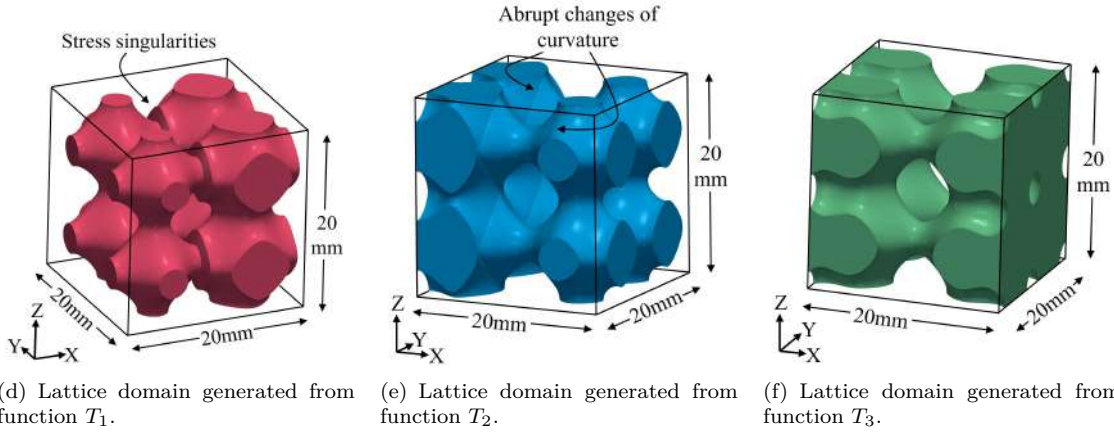 Stress singularities
20
mm
20mm
20mm
Z
Y
X
Abrupt changes of
curvature
20
mm
20mm
20mm
Z
Y
X
20
mm
20mm
20mm
Z
Y
X
(d) Lattice domain generated from
function T₁.
(e) Lattice domain generated from
function T₂.
(f) Lattice domain generated from
function T₃.